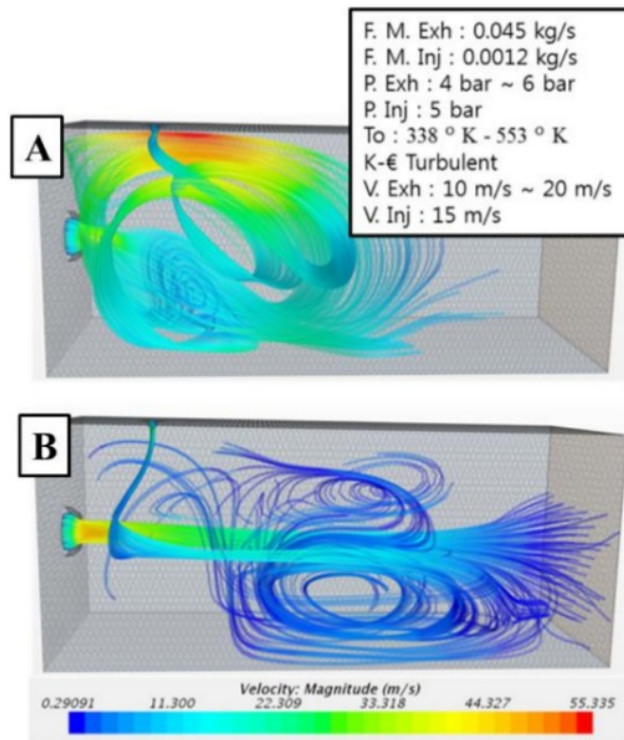 F. M. Exh : 0.045 kg/s
F. M. Inj : 0.0012 kg/s
P. Exh : 4 bar ~ 6 bar
P. Inj : 5 bar
To : 338 ° K - 553 ° K
K-€ Turbulent
V. Exh : 10 m/s ~ 20 m/s
V. Inj : 15 m/s
A
B
Velocity: Magnitude (m/s)
0.29091 11.300 22.309 33.318 44.327 55.335